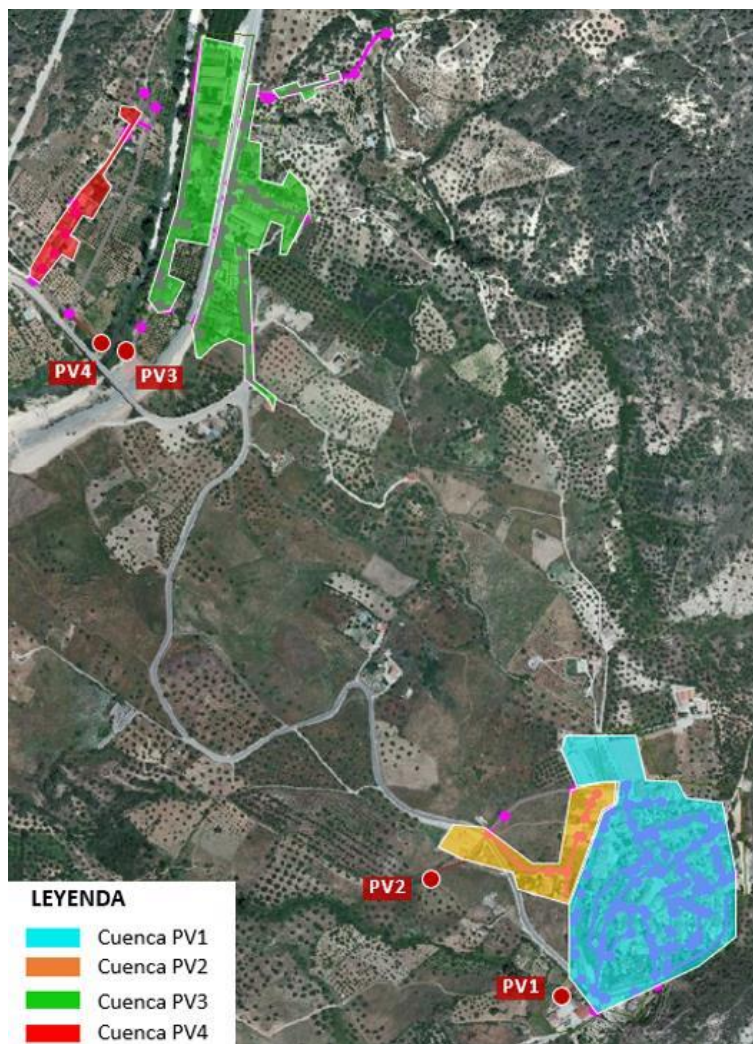 PV4
PV3
PV2
PV1
LEYENDA
Cuenca PV1
Cuenca PV2
Cuenca PV3
Cuenca PV4